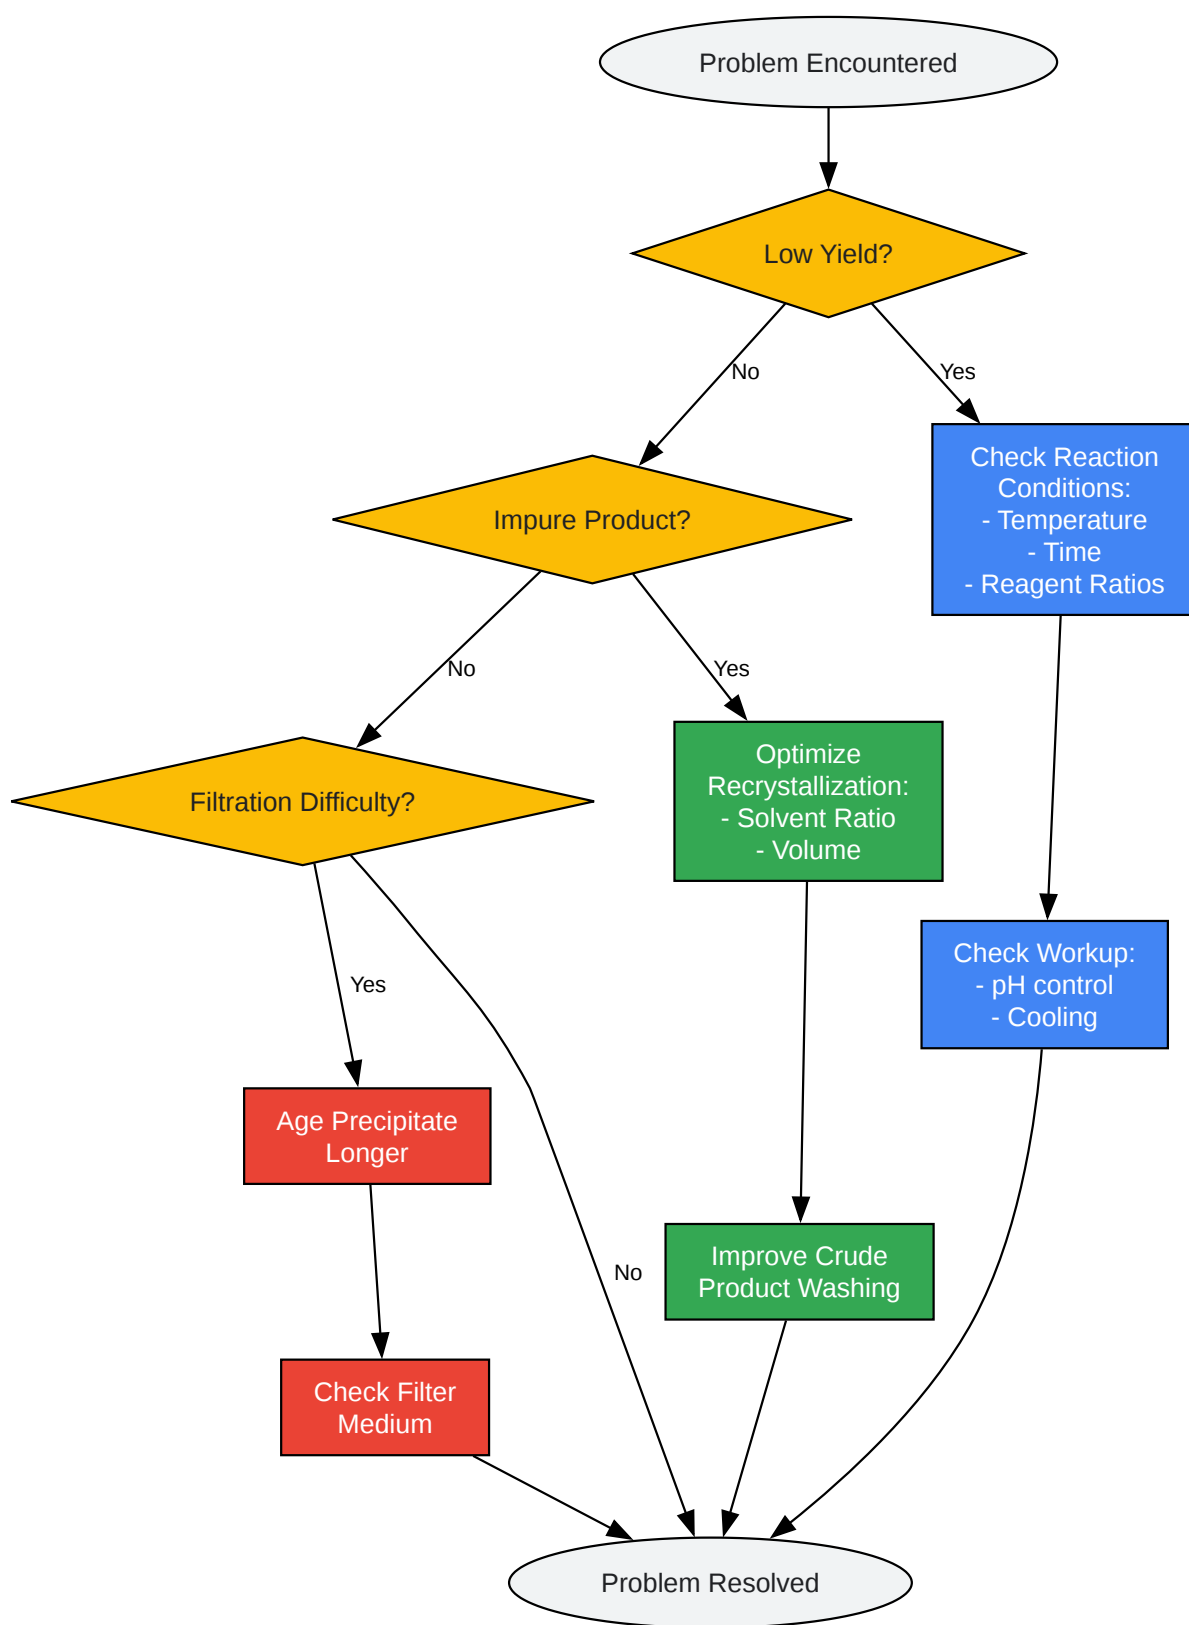 Problem Encountered
Low Yield?
No
Yes
Check Reaction
Conditions:
- Temperature
- Time
- Reagent Ratios
Impure Product?
No
Yes
Optimize
Recrystallization:
- Solvent Ratio
- Volume
Filtration Difficulty?
Check Workup:
- pH control
- Cooling
Yes
Age Precipitate
Longer
No
Improve Crude
Product Washing
Check Filter
Medium
Problem Resolved